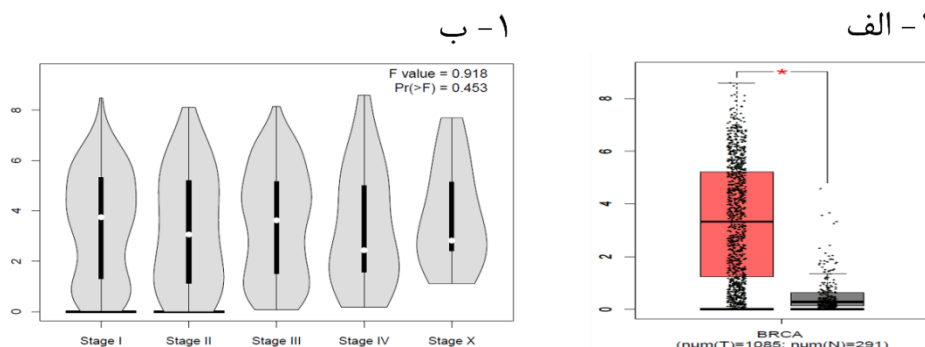 ۱- ب
F value = 0.918
Pr(>F) = 0.453
8
6
4
2
0
Stage I Stage II Stage III Stage IV Stage X
- الف
*
8
6
4
2
0
BRCA
(num(T)=1085; num(N)=291)